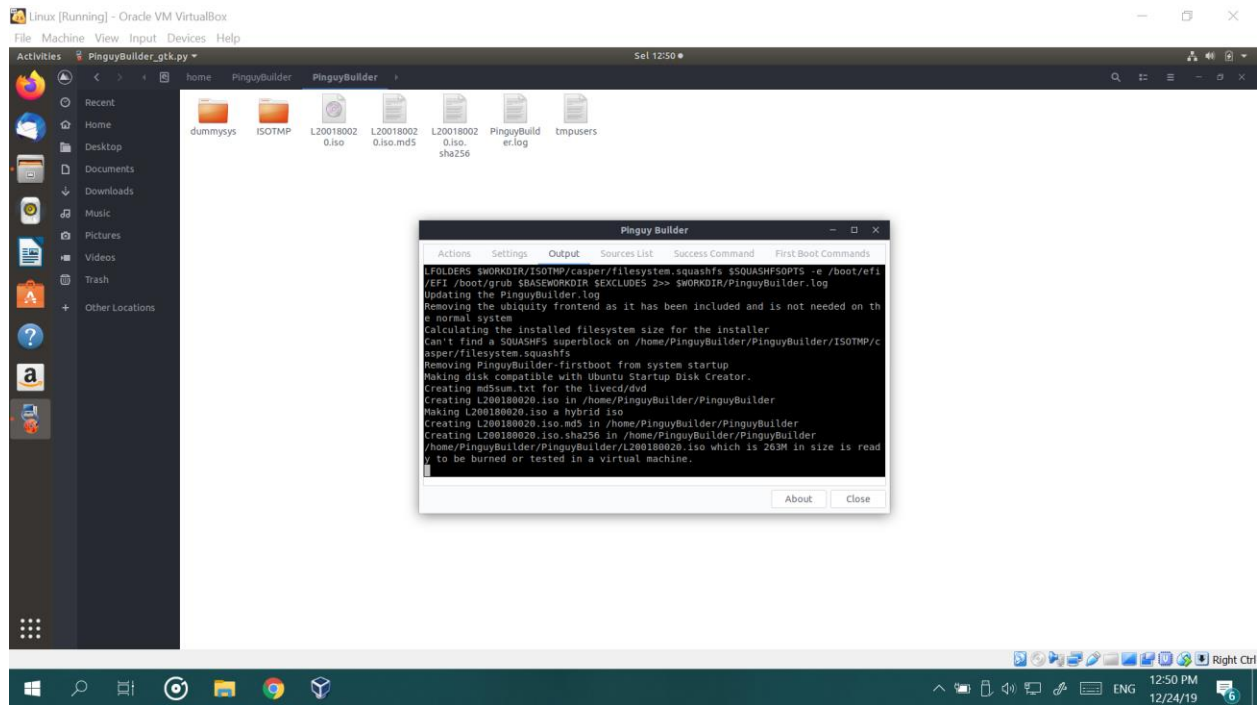 Linux [Running] - Oracle VM VirtualBox
File Machine View Input Devices Help
Activities PinguyBuilder_gtk.py Sel 12:50
home PinguyBuilder PinguyBuilder
Recent
Home
Desktop
Documents
Downloads
Music
Pictures
Videos
Trash
+ Other Locations
dummysys
ISOTMP
L20018002
0.iso
L20018002
0.iso.md5
L20018002
0.iso.
sha256
PinguyBuild
er.log
tmpusers
Pinguy Builder
Actions Settings Output Sources List Success Command First Boot Commands
LFOLDERS $WORKDIR/ISOTMP/casper/filesystem.squashfs $SQUASHFSOPTS -e /boot/efi
/EFI /boot/grub $BASEWORKDIR $EXCLUDES 2>> $WORKDIR/PinguyBuilder.log
Updating the PinguyBuilder.log
Removing the ubiquity frontend as it has been included and is not needed on th
e normal system
Calculating the installed filesystem size for the installer
Can't find a SQUASHFS superblock on /home/PinguyBuilder/PinguyBuilder/ISOTMP/c
asper/filesystem.squashfs
Removing PinguyBuilder-firstboot from system startup
Making disk compatible with Ubuntu Startup Disk Creator.
Creating md5sum.txt for the livecd/dvd
Creating L200180020.iso in /home/PinguyBuilder/PinguyBuilder
Making L200180020.iso a hybrid iso
Creating L200180020.iso.md5 in /home/PinguyBuilder/PinguyBuilder
Creating L200180020.iso.sha256 in /home/PinguyBuilder/PinguyBuilder
/home/PinguyBuilder/PinguyBuilder/L200180020.iso which is 263M in size is read
y to be burned or tested in a virtual machine.
About Close
Right Ctrl
ENG
12:50 PM
12/24/19
6